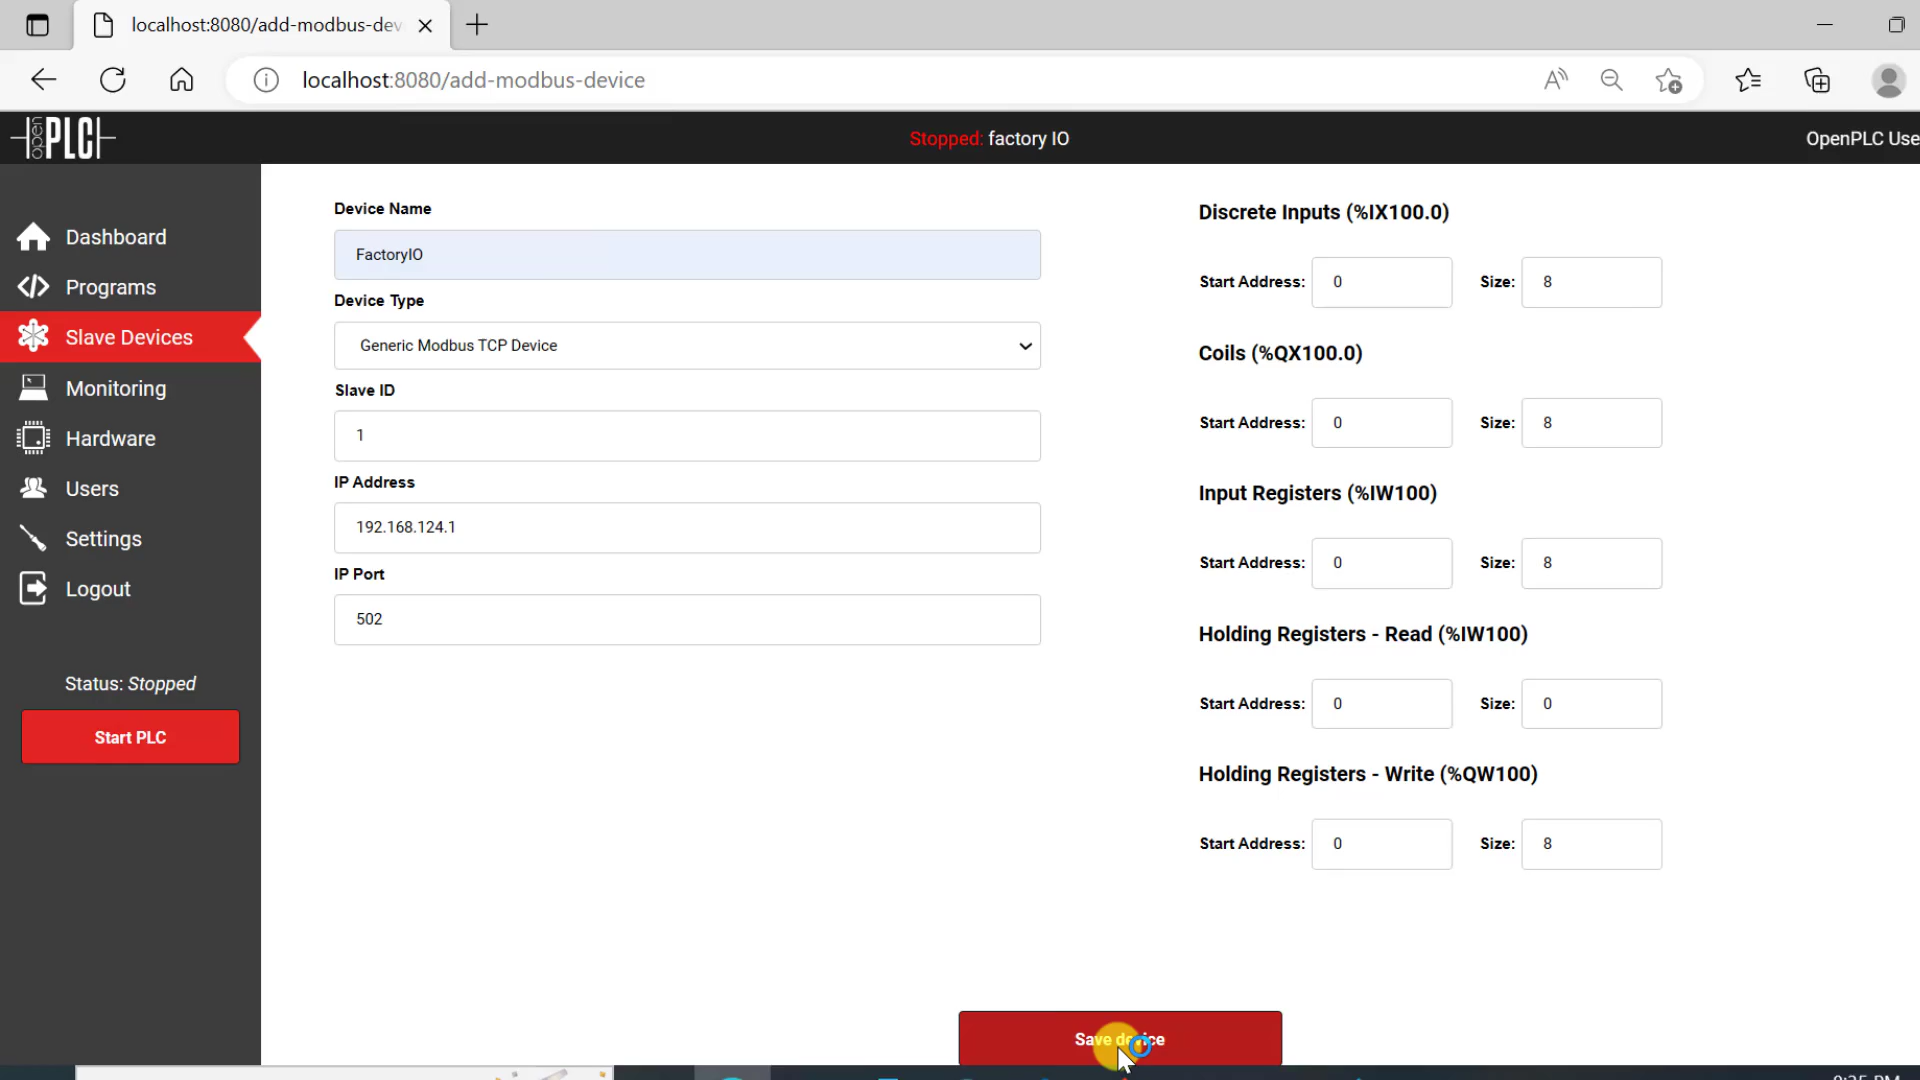 localhost:8080/add-modbus-dev
localhost:8080/add-modbus-device
open PLC
Stopped: factory IO
OpenPLC Use
Dashboard
Programs
Slave Devices
Monitoring
Hardware
Users
Settings
Logout
Status: Stopped
Start PLC
Device Name
FactoryIO
Device Type
Generic Modbus TCP Device
Slave ID
1
IP Address
192.168.124.1
IP Port
502
Discrete Inputs (%IX100.0)
Start Address: 0 Size: 8
Coils (%QX100.0)
Start Address: 0 Size: 8
Input Registers (%IW100)
Start Address: 0 Size: 8
Holding Registers - Read (%IW100)
Start Address: 0 Size: 0
Holding Registers - Write (%QW100)
Start Address: 0 Size: 8
Save device